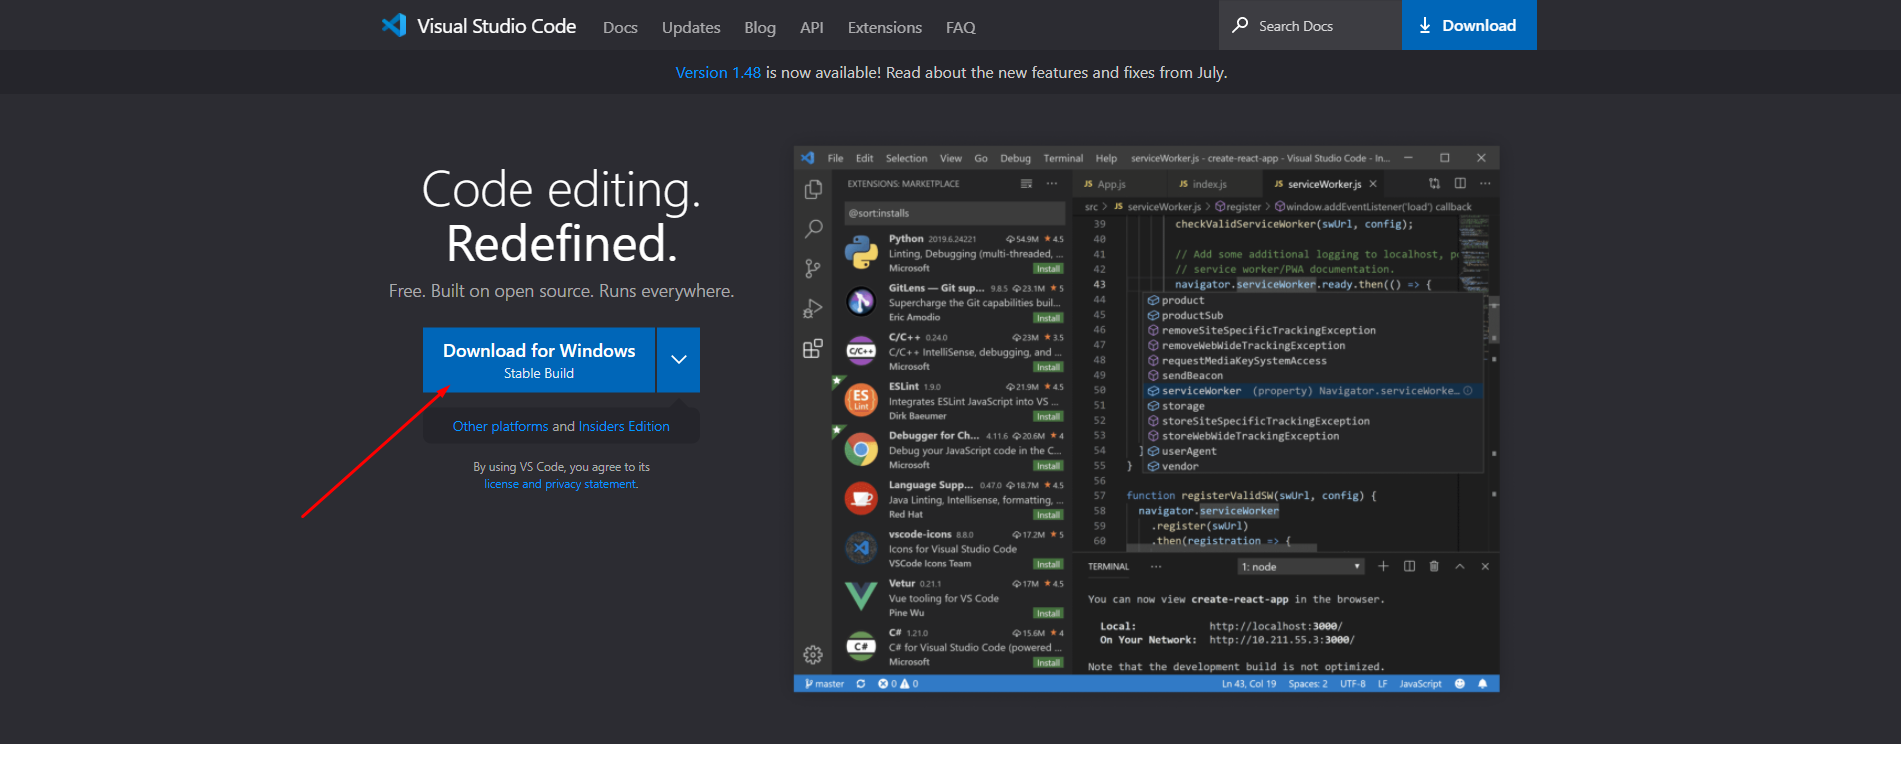 Visual Studio Code Docs Updates Blog API Extensions FAQ Search Docs Download
Version 1.48 is now available! Read about the new features and fixes from July.
Code editing.
Redefined.
Free. Built on open source. Runs everywhere.
Download for Windows
Stable Build
Other platforms and Insiders Edition
By using VS Code, you agree to its
license and privacy statement.
File Edit Selection View Go Debug Terminal Help serviceWorker.js - create-react-app - Visual Studio Code - In...
EXTENSIONS: MARKETPLACE
@sort:installs
Python 2019.6.24221 54.9M 4.5
Linting, Debugging (multi-threaded, ...
Microsoft Install
GitLens — Git sup... 9.8.5 23.1M 5
Supercharge the Git capabilities buil...
Eric Amodio Install
C/C++ 0.24.0 23M 3.5
C/C++ C/C++ IntelliSense, debugging, and ...
Microsoft Install
ESLint 1.9.0 21.9M 4.5
ES Lint Integrates ESLint JavaScript into VS ...
Dirk Baeumer Install
Debugger for Ch... 4.11.6 20.6M 4
Debug your JavaScript code in the C...
Microsoft Install
Language Supp... 0.47.0 18.7M 4.5
Java Linting, Intellisense, formatting, ...
Red Hat Install
vscode-icons 8.8.0 17.2M 5
Icons for Visual Studio Code
VSCode Icons Team Install
Vetur 0.21.1 17M 4.5
Vue tooling for VS Code
Pine Wu Install
C# 1.21.0 15.6M 4
C# C# for Visual Studio Code (powered ...
Microsoft Install
JS App.js JS index.js JS serviceWorker.js
src > JS serviceWorker.js > register > window.addEventListener('load') callback
39 checkValidServiceWorker(swUrl, config);
40
41 // Add some additional logging to localhost, po
42 // service worker/PWA documentation.
43 navigator.serviceWorker.ready.then(() => {
44 product
45 productSub
46 removeSiteSpecificTrackingException
47 removeWebWideTrackingException
48 requestMediaKeySystemAccess
49 sendBeacon
50 serviceWorker (property) Navigator.serviceWorke...
51 storage
52 storeSiteSpecificTrackingException
53 storeWebWideTrackingException
54 } userAgent
55 } vendor
56
57 function registerValidSW(swUrl, config) {
58 navigator.serviceWorker
59 .register(swUrl)
60 .then(registration => {
TERMINAL ... 1: node
You can now view create-react-app in the browser.
Local: http://localhost:3000/
On Your Network: http://10.211.55.3:3000/
Note that the development build is not optimized.
master 0 0 Ln 43, Col 19 Spaces: 2 UTF-8 LF JavaScript